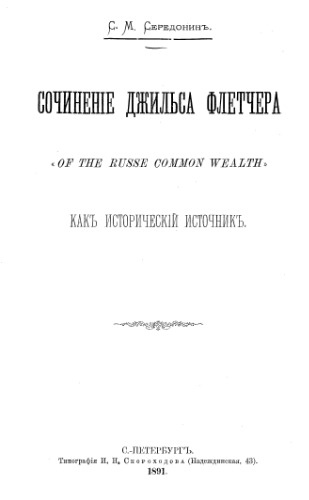 С. М. Середонинъ.
СОЧИНЕНІЕ ДЖИЛЬСА ФЛЕТЧЕРА
«OF THE RUSSE COMMON WEALTH»
КАКЪ ИСТОРИЧЕСКІЙ ИСТОЧНИКЪ.
С.-ПЕТЕРБУРГЪ.
Типографія И. Н. Скороходова (Надеждинская, 43).
1891.